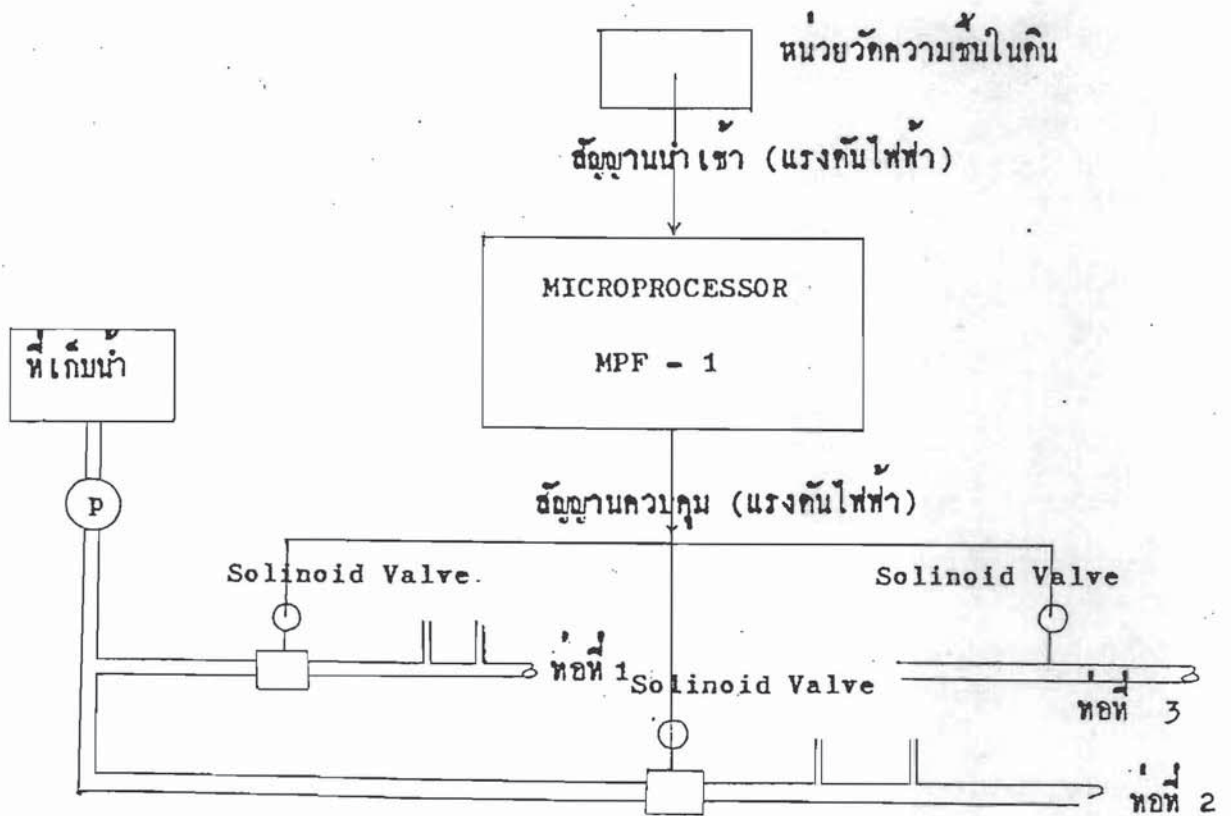 หน่วยวัดความชื้นในดิน
สัญญานนำเข้า (แรงดันไฟฟ้า)
MICROPROCESSOR
MPF - 1
ที่เก็บน้ำ
P
สัญญานควบคุม (แรงดันไฟฟ้า)
Solinoid Valve.
Solinoid Valve
ท่อที่ 1
Solinoid Valve
ท่อที่ 3
ท่อที่ 2